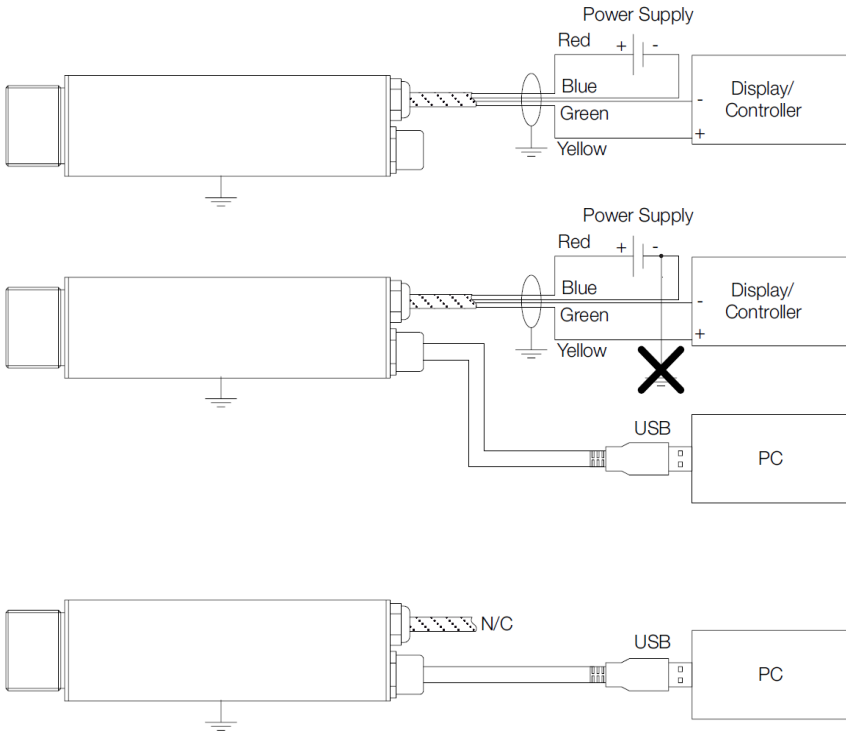 Power Supply
Red + -
Blue
Green
Yellow
-
+
Display/
Controller
Power Supply
Red + -
Blue
Green
Yellow
-
+
Display/
Controller
USB
PC
N/C
USB
PC